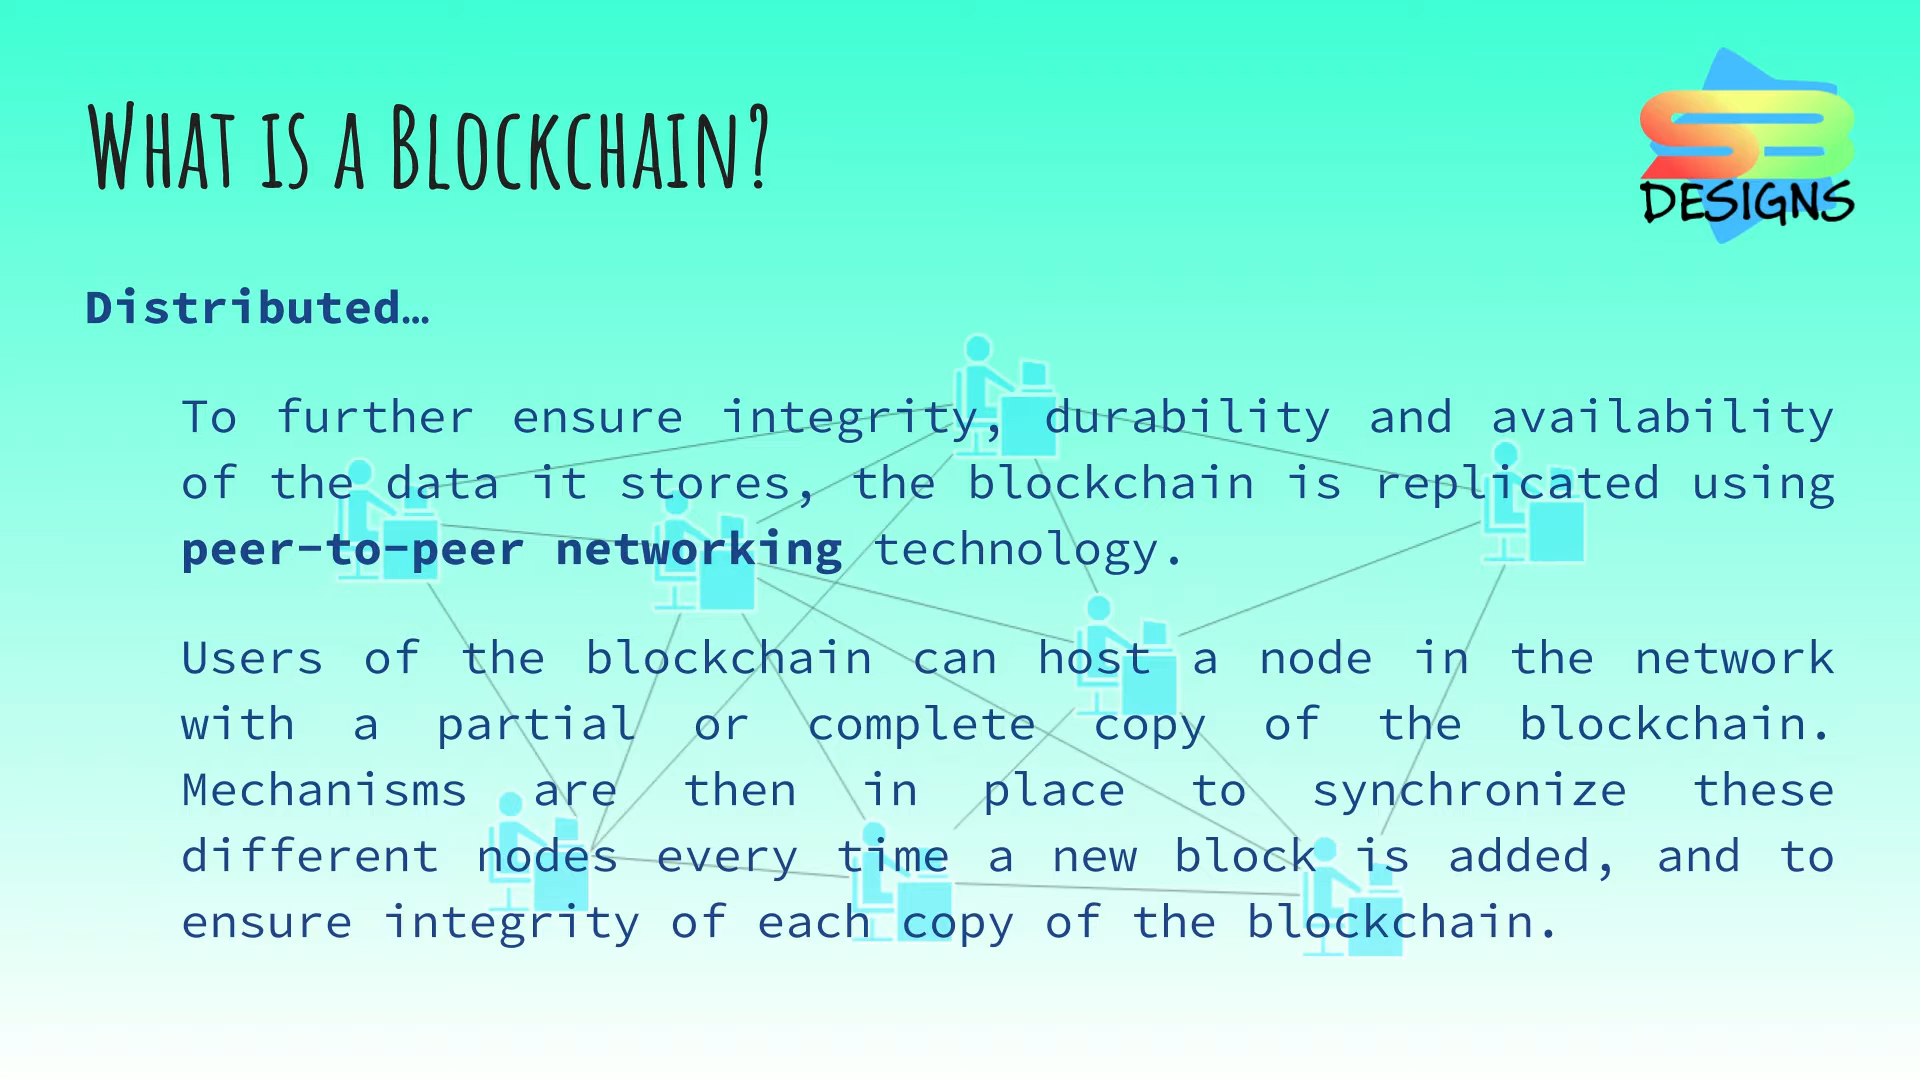 What is a Blockchain?
SB
DESIGNS
Distributed…
To further ensure integrity, durability and availability
of the data it stores, the blockchain is replicated using
peer-to-peer networking technology.
Users of the blockchain can host a node in the network
with a partial or complete copy of the blockchain.
Mechanisms are then in place to synchronize these
different nodes every time a new block is added, and to
ensure integrity of each copy of the blockchain.